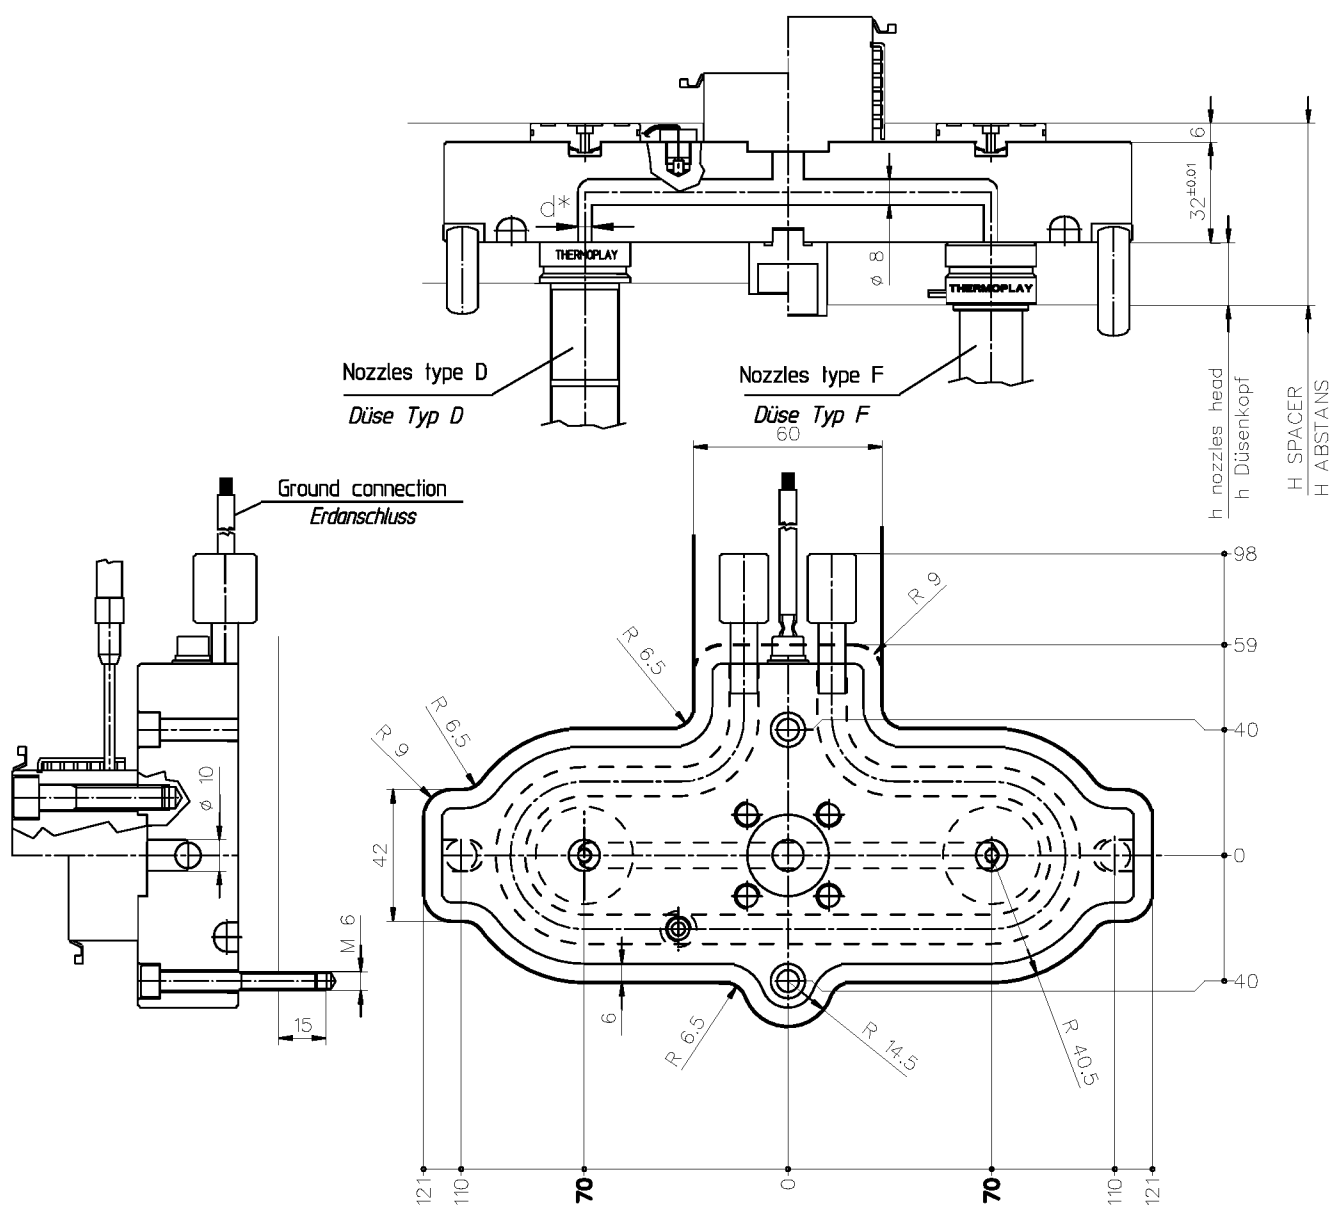 6
32±0.01
d*
THERMOPLAY
ø 8
THERMOPLAY
Nozzles type D
Düse Typ D
Nozzles type F
Düse Typ F
h nozzles head
h Düsenkopf
H SPACER
H ABSTANS
60
Ground connection
Erdanschluss
98
R 9
59
R 6.5
R 6.5
R 9
40
ø 10
42
0
M 6
15
6
40
R 6.5
R 14.5
R 40.5
121
110
70
0
70
110
121